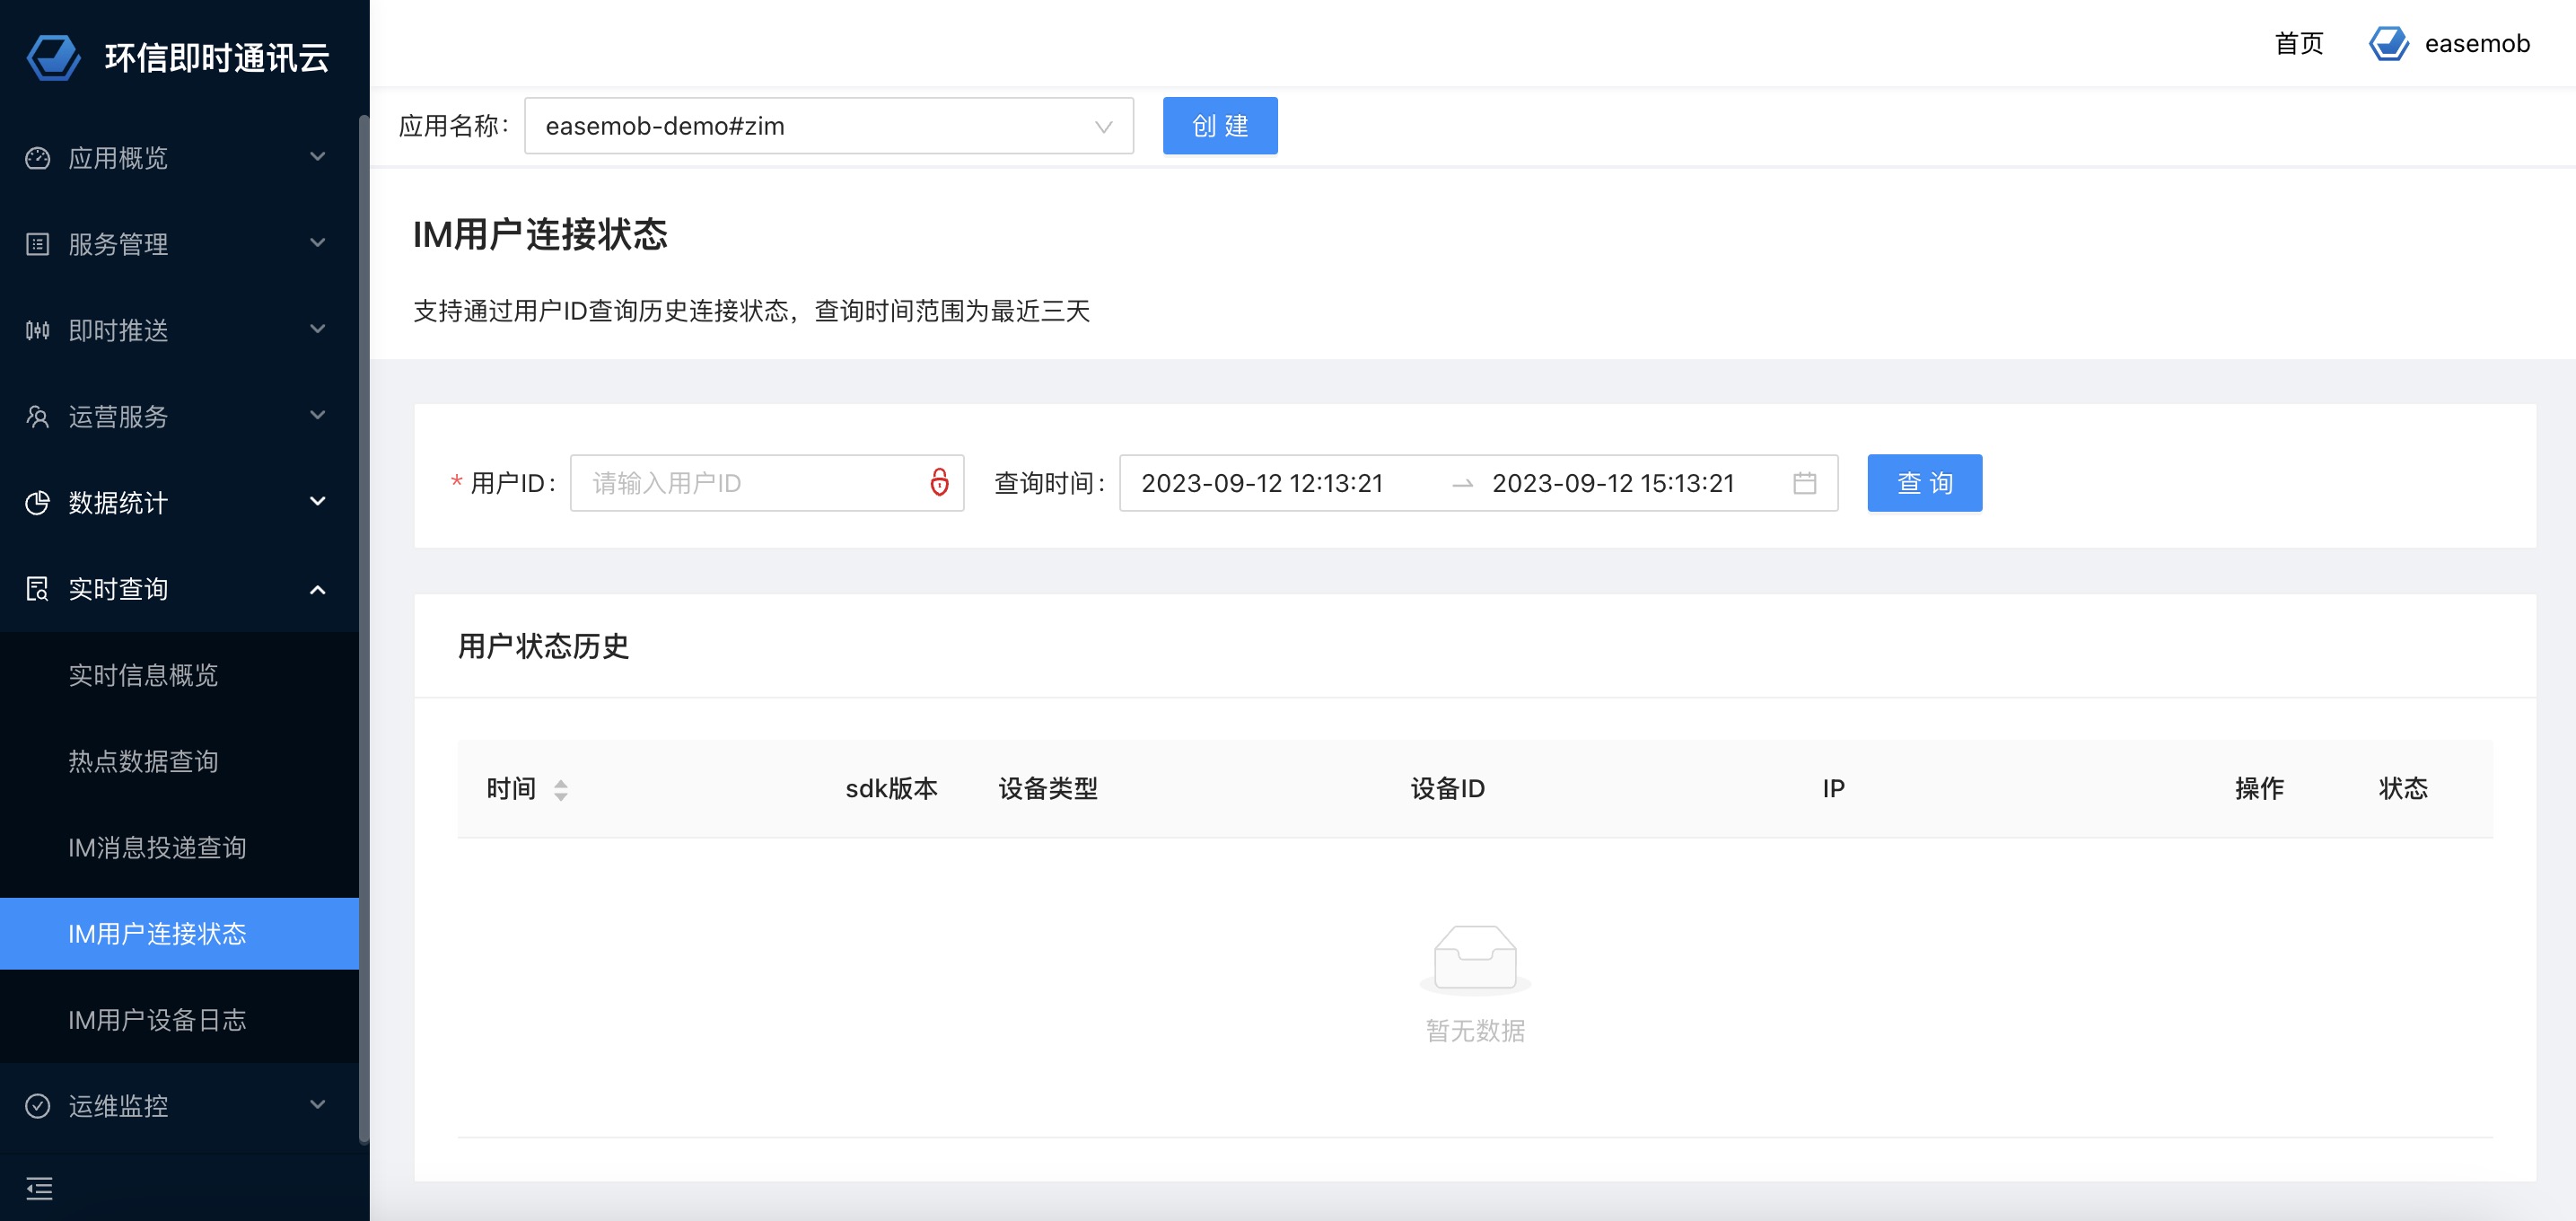 环信即时通讯云
首页
easemob
应用名称：
easemob-demo#zim
创 建
应用概览
服务管理
即时推送
运营服务
数据统计
实时查询
实时信息概览
热点数据查询
IM消息投递查询
IM用户连接状态
IM用户设备日志
运维监控
IM用户连接状态
支持通过用户ID查询历史连接状态，查询时间范围为最近三天
* 用户ID： 请输入用户ID 查询时间： 2023-09-12 12:13:21 → 2023-09-12 15:13:21 查 询
用户状态历史
时间 sdk版本 设备类型 设备ID IP 操作 状态
暂无数据